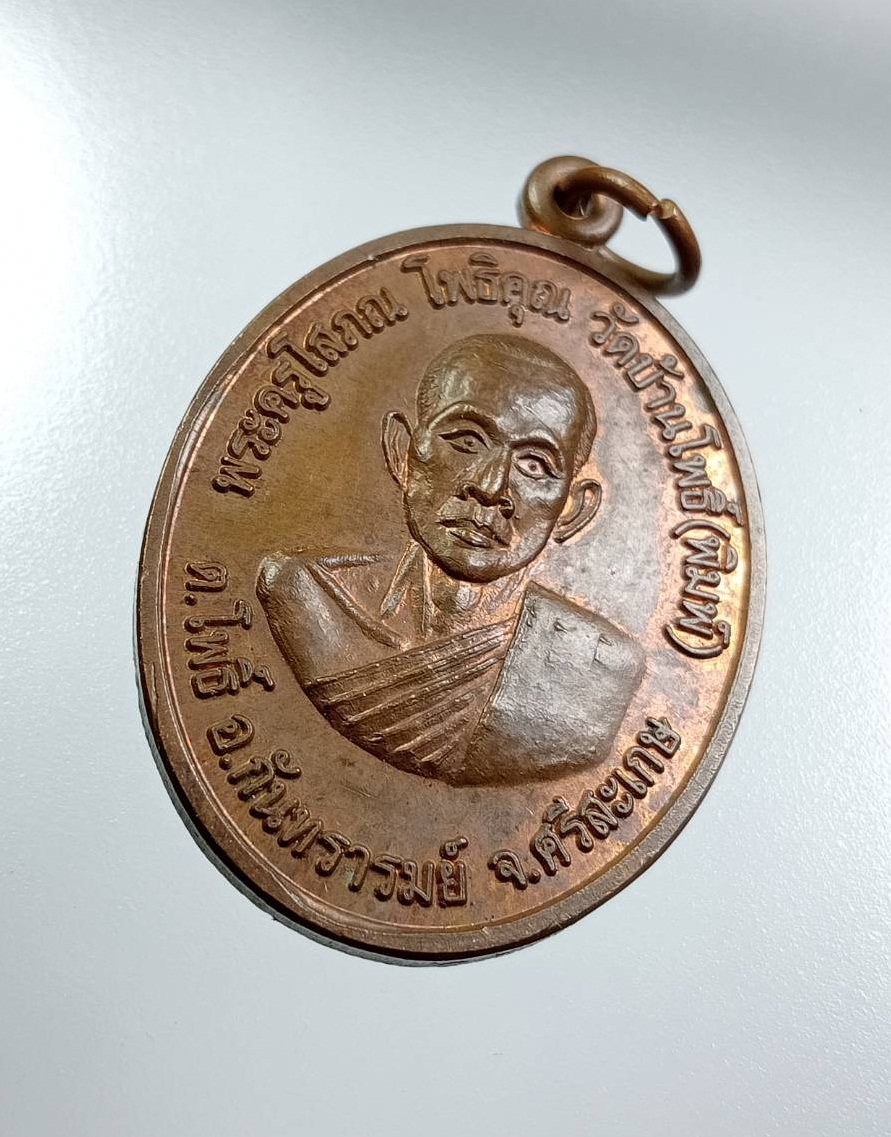 พระครูโสภณ โพธิคุณ วัดบ้านโพธิ์(พิมพ์)
ต.โพธิ์ อ.กันทรารมย์ จ.ศรีสะเกษ